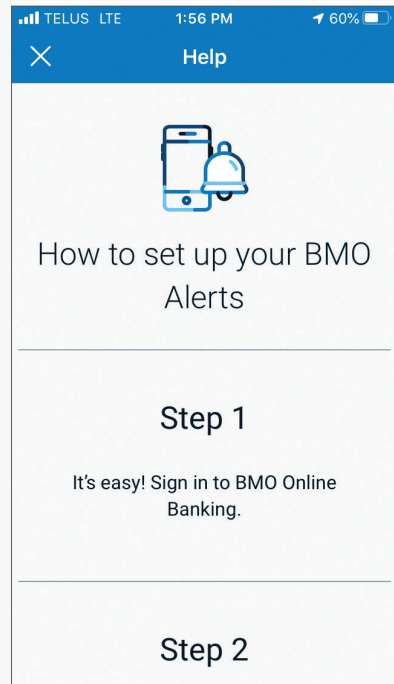 TELUS LTE 1:56 PM 60%
Help
How to set up your BMO
Alerts
Step 1
It's easy! Sign in to BMO Online
Banking.
Step 2